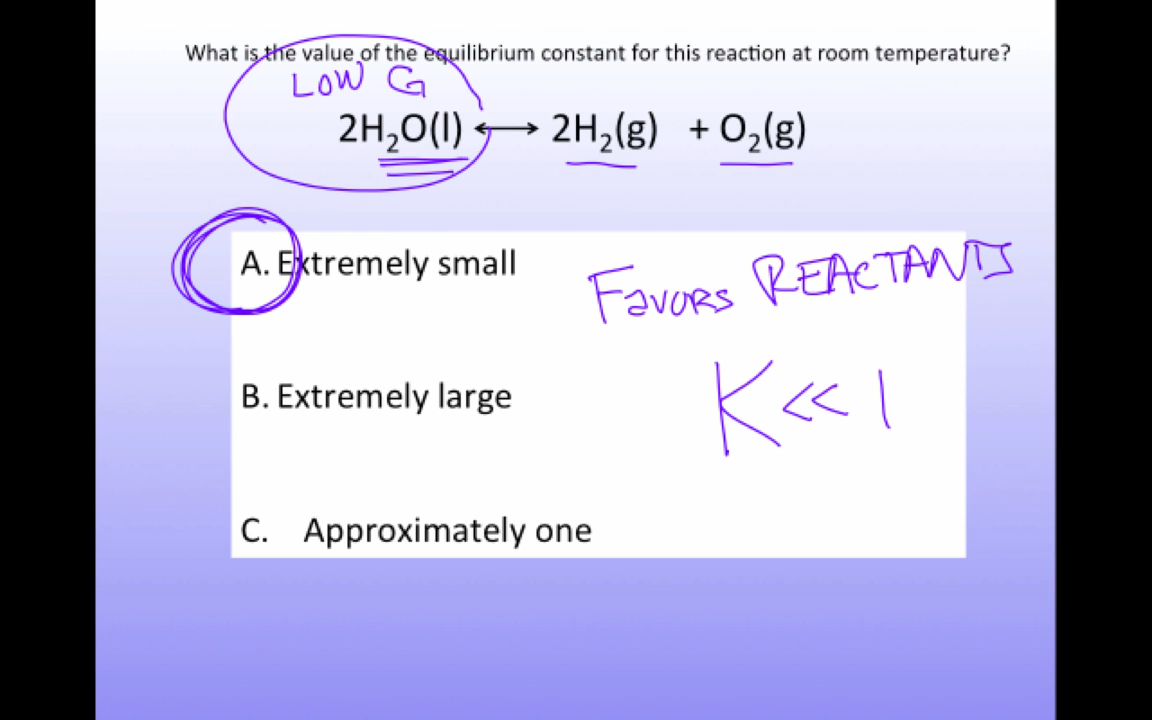 What is the value of the equilibrium constant for this reaction at room temperature?
LOW G
2H₂O(l) ⟷ 2H₂(g) + O₂(g)
A. Extremely small
FavoRs REACTANTS
B. Extremely large
K << 1
C. Approximately one